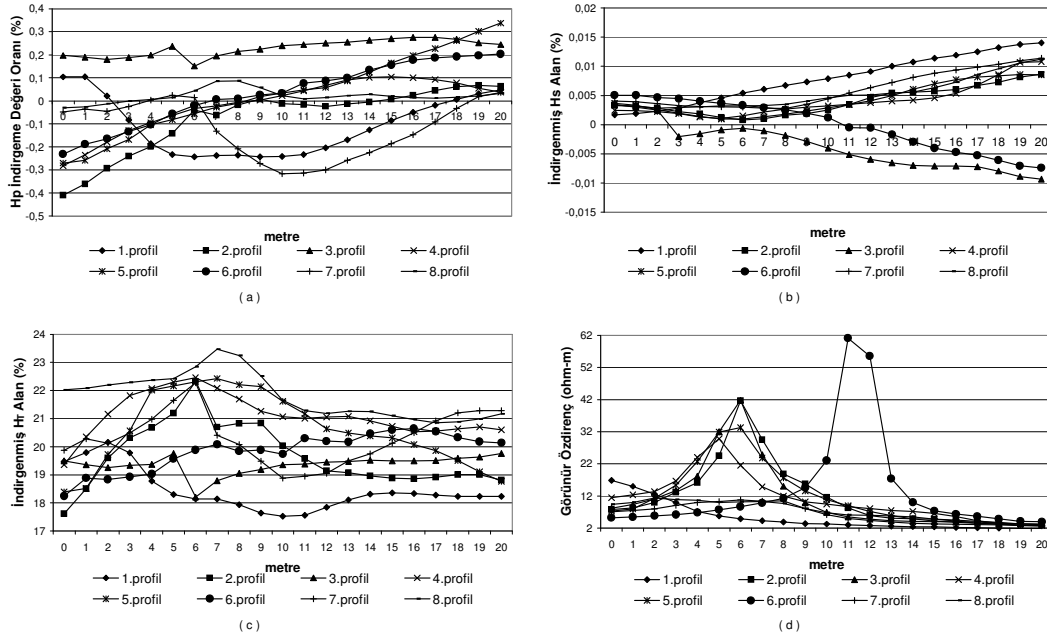 0,4
0,3
0,2
0,1
0
-0,1
-0,2
-0,3
-0,4
-0,5
Hp İndirgeme Değeri Oranı (%)
0 1 2 3 4 5 6 7 8 9 10 11 12 13 14 15 16 17 18 19 20
metre
1.profil 2.profil 3.profil 4.profil
5.profil 6.profil 7.profil 8.profil
( a )
0,02
0,015
0,01
0,005
0
-0,005
-0,01
-0,015
İndirgenmiş Hs Alan (%)
0 1 2 3 4 5 6 7 8 9 10 11 12 13 14 15 16 17 18 19 20
metre
1.profil 2.profil 3.profil 4.profil
5.profil 6.profil 7.profil 8.profil
( b )
24
23
22
21
20
19
18
17
İndirgenmiş Hr Alan (%)
0 1 2 3 4 5 6 7 8 9 10 11 12 13 14 15 16 17 18 19 20
metre
1.profil 2.profil 3.profil 4.profil
5.profil 6.profil 7.profil 8.profil
( c )
62
52
42
32
22
12
2
Görünür Özdirenç (ohm-m)
0 1 2 3 4 5 6 7 8 9 10 11 12 13 14 15 16 17 18 19 20
metre
1.profil 2.profil 3.profil 4.profil
5.profil 6.profil 7.profil 8.profil
( d )